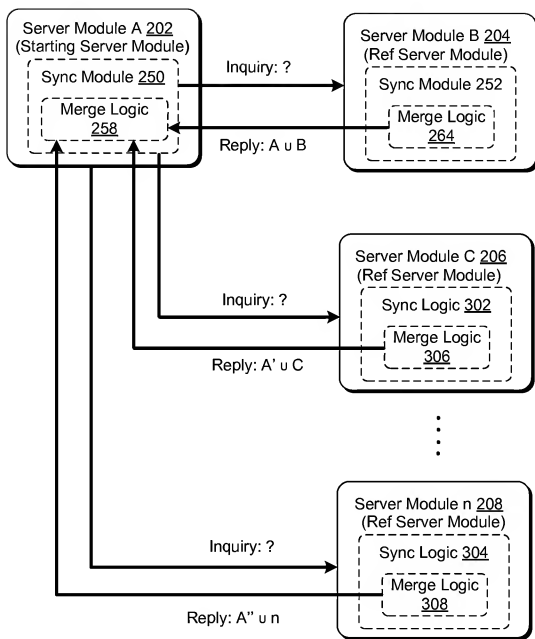 Server Module A 202
(Starting Server Module)
Sync Module 250
Merge Logic
258
Inquiry: ?
Reply: A ∪ B
Server Module B 204
(Ref Server Module)
Sync Module 252
Merge Logic
264
Server Module C 206
(Ref Server Module)
Sync Logic 302
Merge Logic
306
Inquiry: ?
Reply: A' ∪ C
Server Module n 208
(Ref Server Module)
Sync Logic 304
Merge Logic
308
Inquiry: ?
Reply: A'' ∪ n